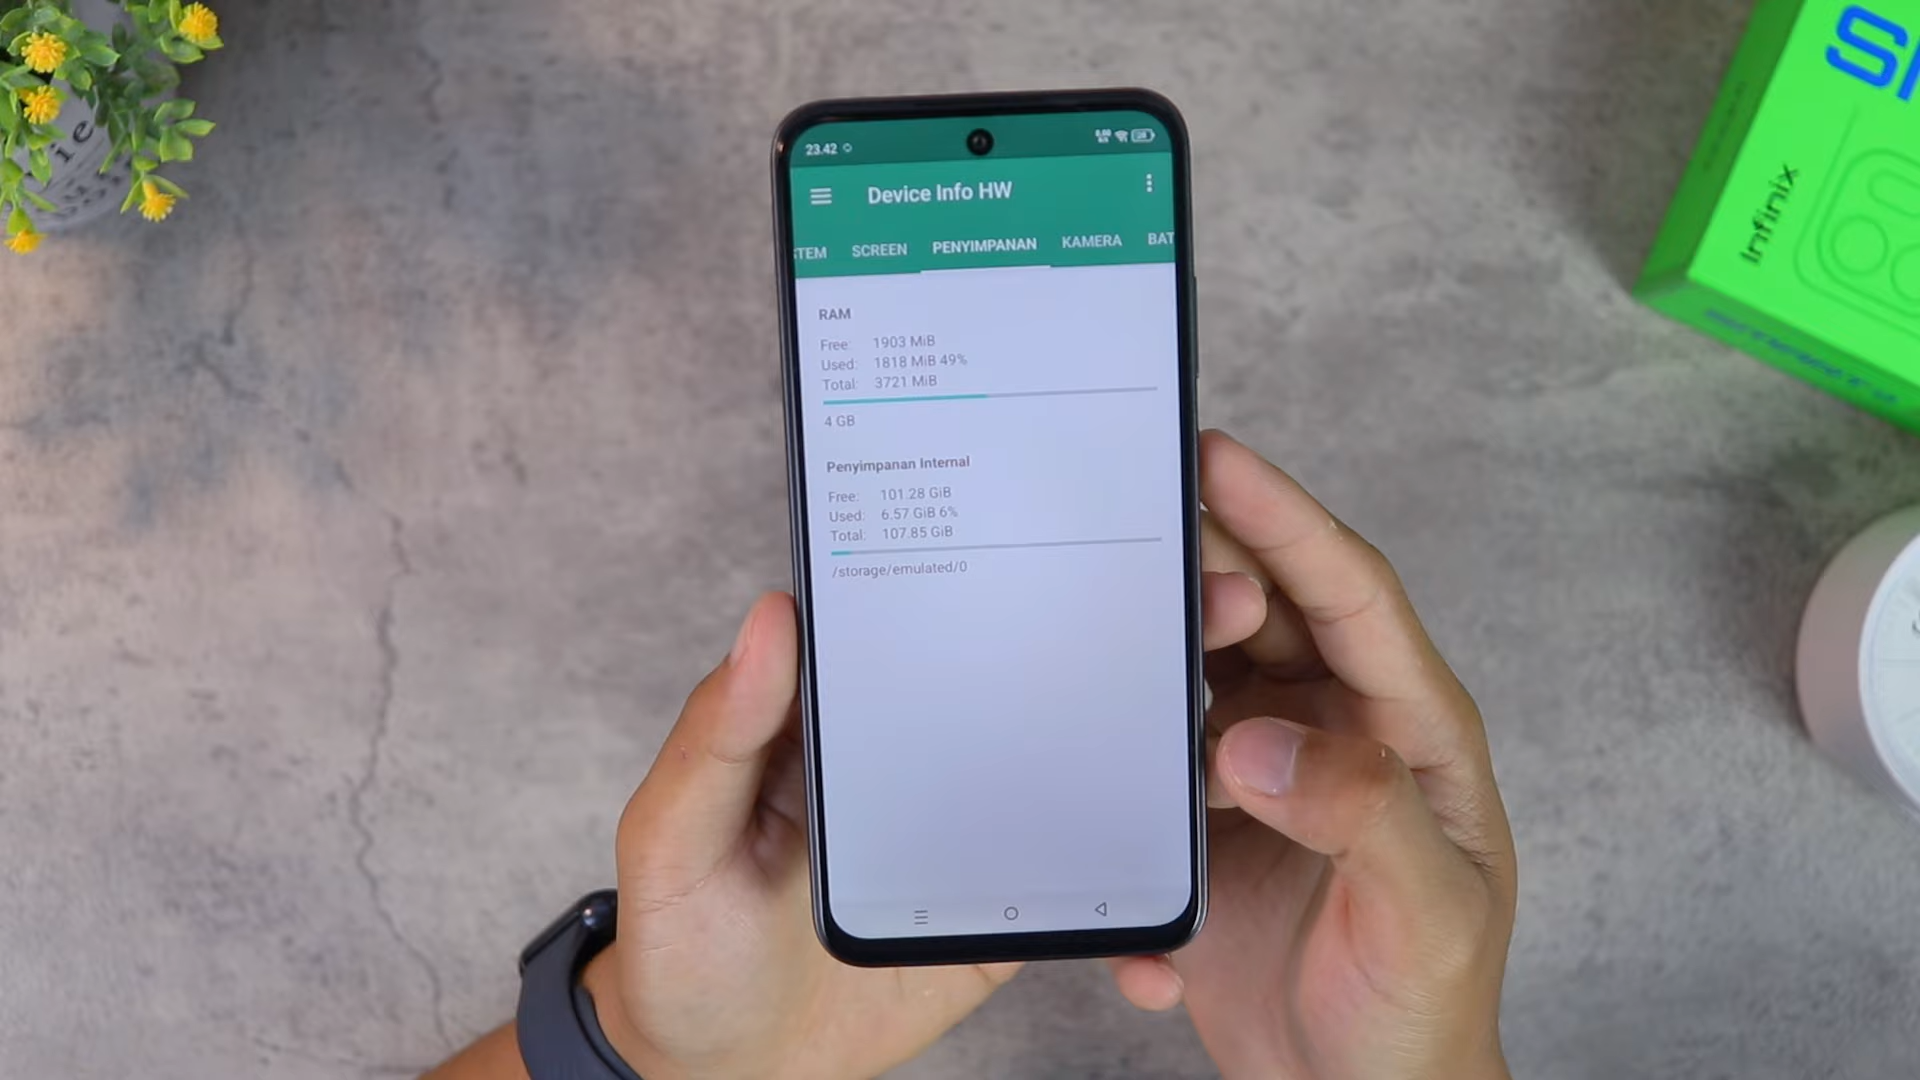 23.42
Device Info HW
STEM SCREEN PENYIMPANAN KAMERA BAT
RAM
Free: 1903 MiB
Used: 1818 MiB 49%
Total: 3721 MiB
4 GB
Penyimpanan Internal
Free: 101.28 GiB
Used: 6.57 GiB 6%
Total: 107.85 GiB
/storage/emulated/0
Infinix